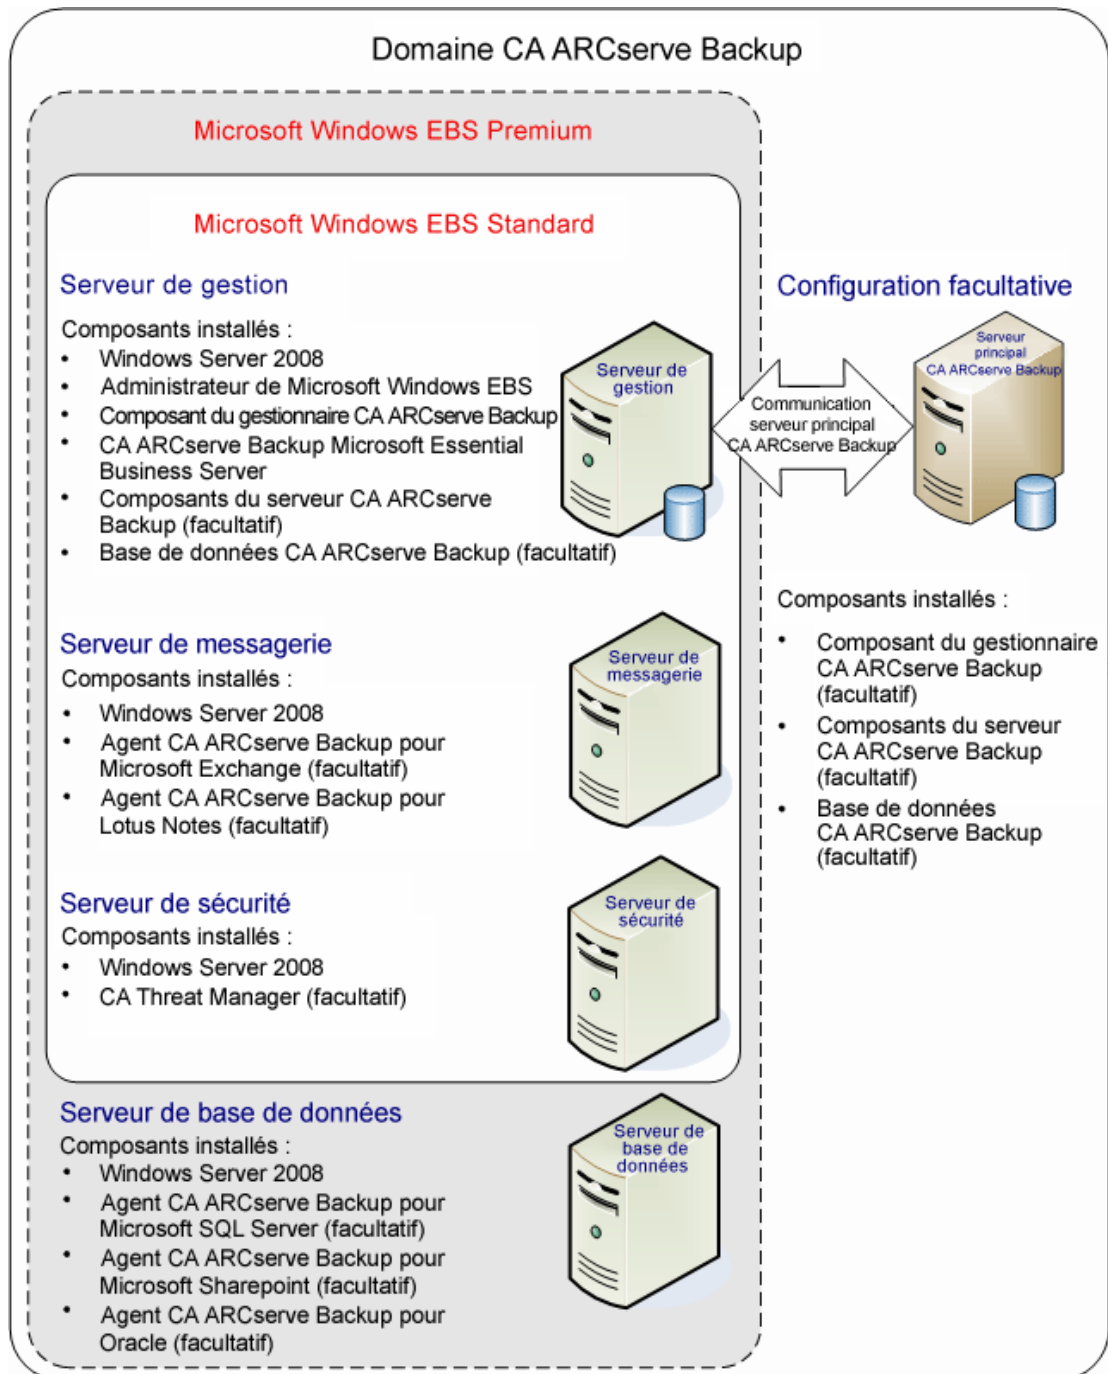 Domaine CA ARCserve Backup
Microsoft Windows EBS Premium
Microsoft Windows EBS Standard
Serveur de gestion
Composants installés :
• Windows Server 2008
• Administrateur de Microsoft Windows EBS
• Composant du gestionnaire CA ARCserve Backup
• CA ARCserve Backup Microsoft Essential
Business Server
• Composants du serveur CA ARCserve
Backup (facultatif)
• Base de données CA ARCserve Backup (facultatif)
Serveur de
gestion
Communication
serveur principal
CA ARCserve Backup
Configuration facultative
Serveur
principal
CA ARCserve Backup
Composants installés :
• Composant du gestionnaire
CA ARCserve Backup
(facultatif)
• Composants du serveur
CA ARCserve Backup
(facultatif)
• Base de données
CA ARCserve Backup
(facultatif)
Serveur de messagerie
Composants installés :
• Windows Server 2008
• Agent CA ARCserve Backup pour
Microsoft Exchange (facultatif)
• Agent CA ARCserve Backup pour
Lotus Notes (facultatif)
Serveur de
messagerie
Serveur de sécurité
Composants installés :
• Windows Server 2008
• CA Threat Manager (facultatif)
Serveur de
sécurité
Serveur de base de données
Composants installés :
• Windows Server 2008
• Agent CA ARCserve Backup pour
Microsoft SQL Server (facultatif)
• Agent CA ARCserve Backup pour
Microsoft Sharepoint (facultatif)
• Agent CA ARCserve Backup pour
Oracle (facultatif)
Serveur de
base de
données